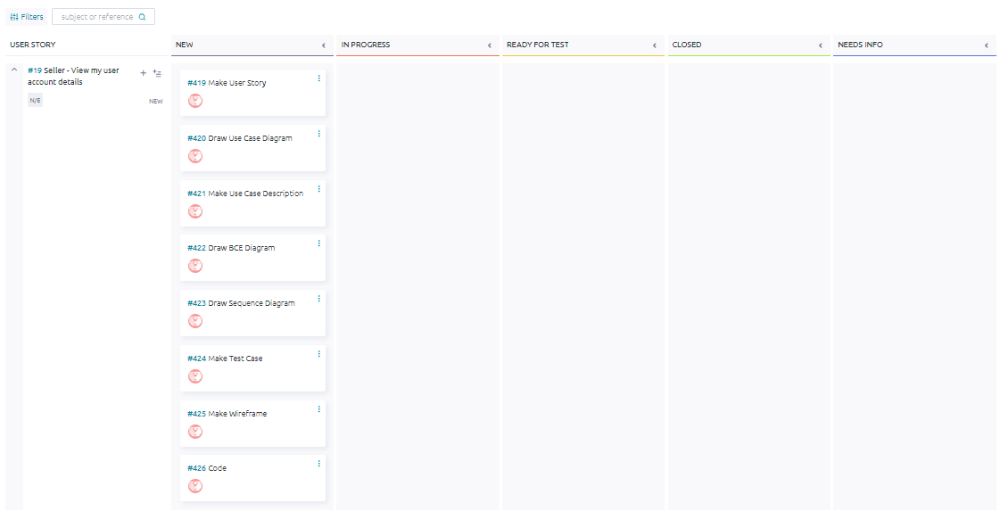 Filters
subject or reference
USER STORY
NEW
IN PROGRESS
READY FOR TEST
CLOSED
NEEDS INFO
#19 Seller - View my user
account details
N/E
NEW
#419 Make User Story
#420 Draw Use Case Diagram
#421 Make Use Case Description
#422 Draw BCE Diagram
#423 Draw Sequence Diagram
#424 Make Test Case
#425 Make Wireframe
#426 Code